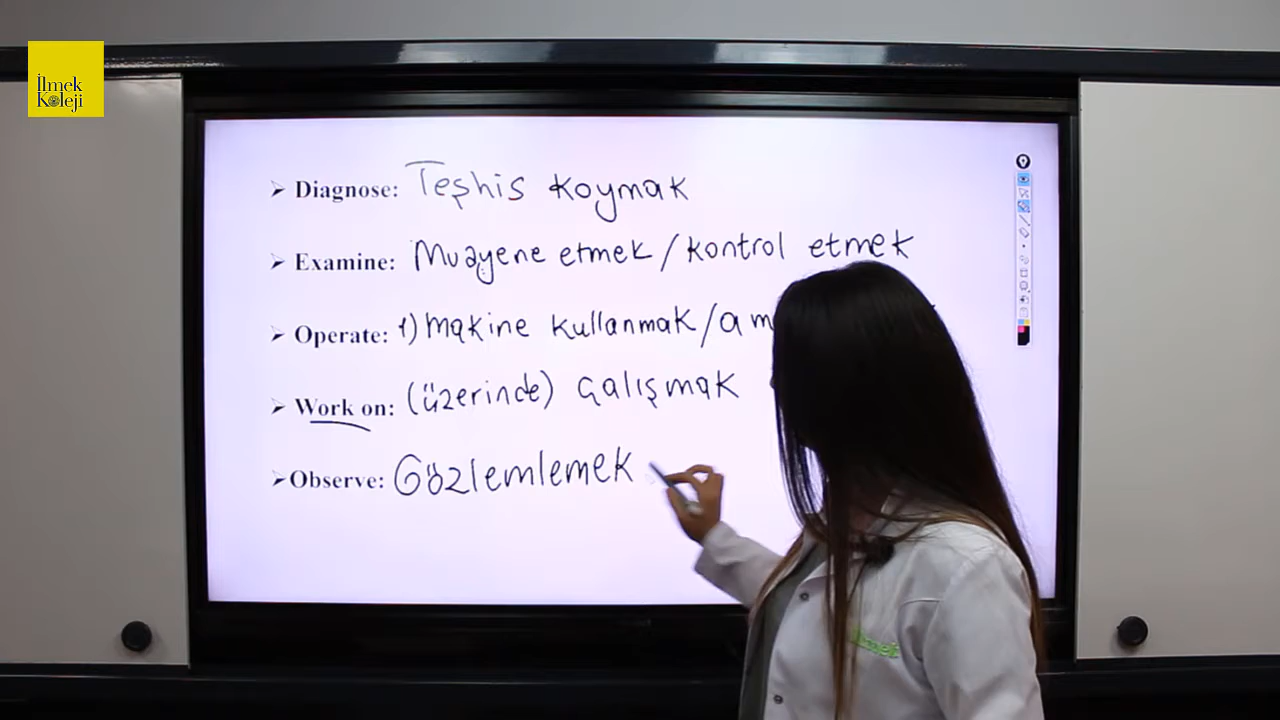 İlmek
Koleji
➢ Diagnose: Teşhis koymak
➢ Examine: Muayene etmek / kontrol etmek
➢ Operate: 1) makine kullanmak / am
➢ Work on: (üzerinde) çalışmak
➢ Observe: Gözlemlemek